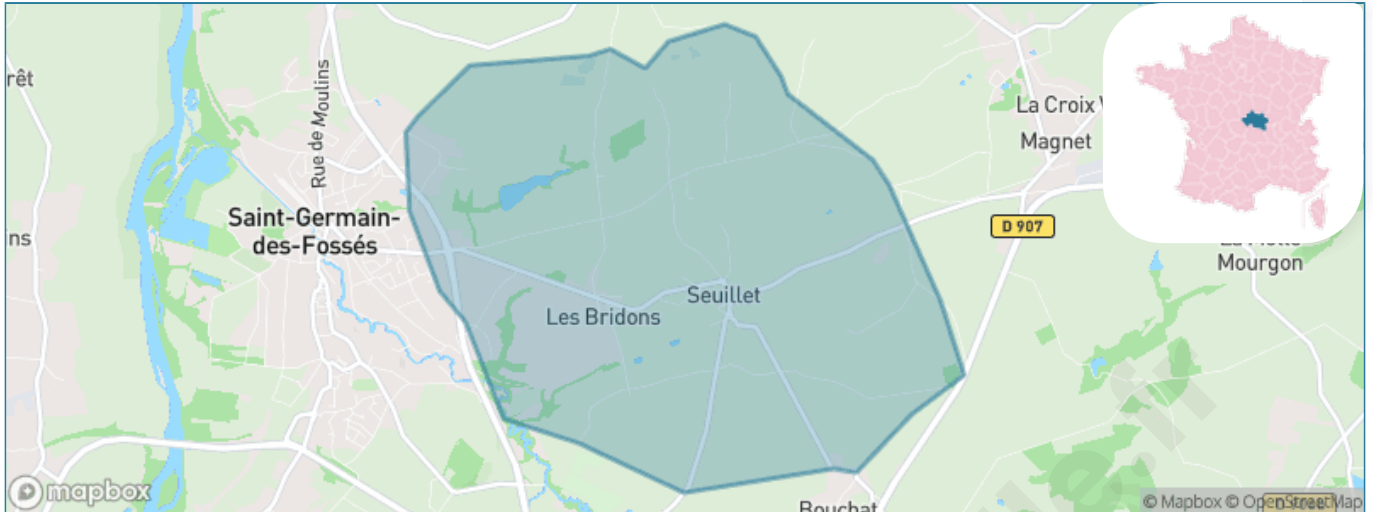 rêt
Rue de Moulins
La Croix V
Magnet
Saint-Germain-
des-Fossés
ns
D 907
Mourgon
Seuillet
Les Bridons
mapbox
Bouchat
© Mapbox © OpenStreetMap